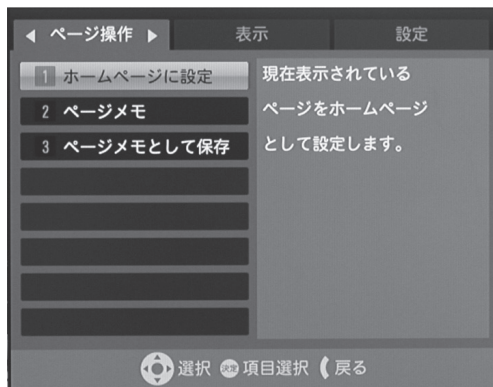 ページ操作 表示 設定
1 ホームページに設定
2 ページメモ
3 ページメモとして保存
現在表示されている
ページをホームページ
として設定します。
選択 決定 項目選択 戻る